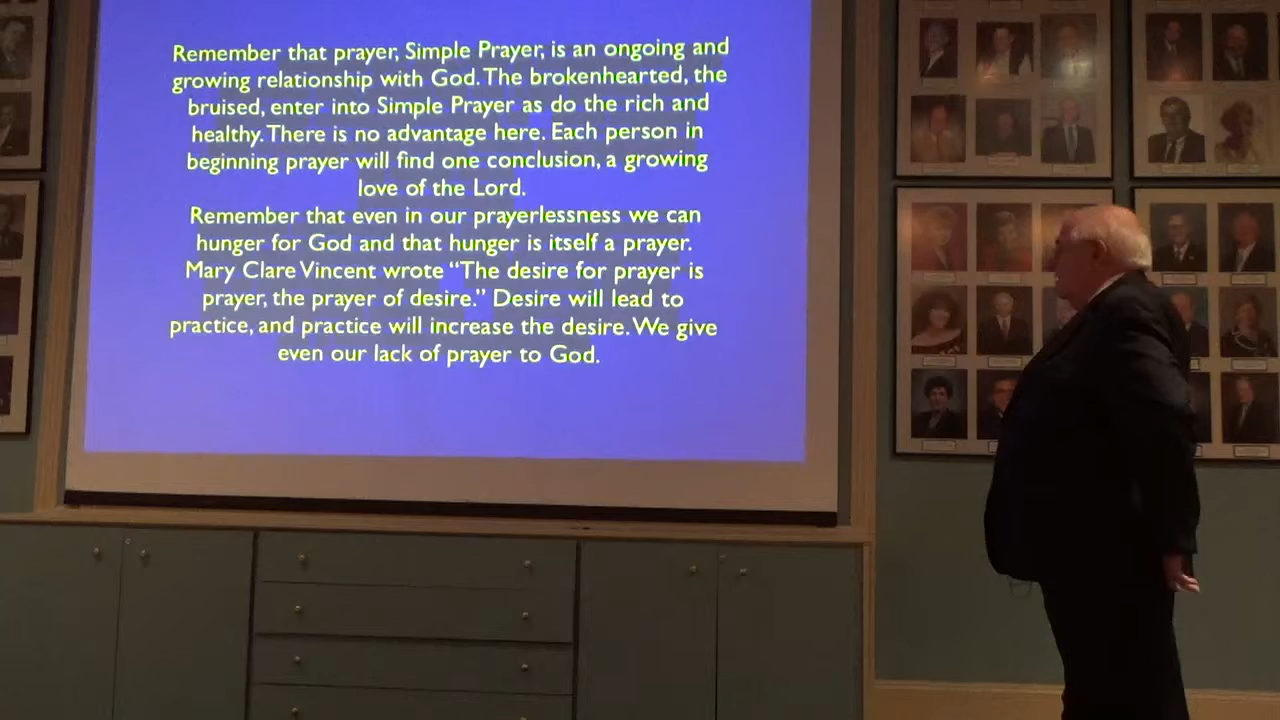 Remember that prayer, Simple Prayer, is an ongoing and
growing relationship with God. The brokenhearted, the
bruised, enter into Simple Prayer as do the rich and
healthy. There is no advantage here. Each person in
beginning prayer will find one conclusion, a growing
love of the Lord.
Remember that even in our prayerlessness we can
hunger for God and that hunger is itself a prayer.
Mary Clare Vincent wrote “The desire for prayer is
prayer, the prayer of desire.” Desire will lead to
practice, and practice will increase the desire. We give
even our lack of prayer to God.